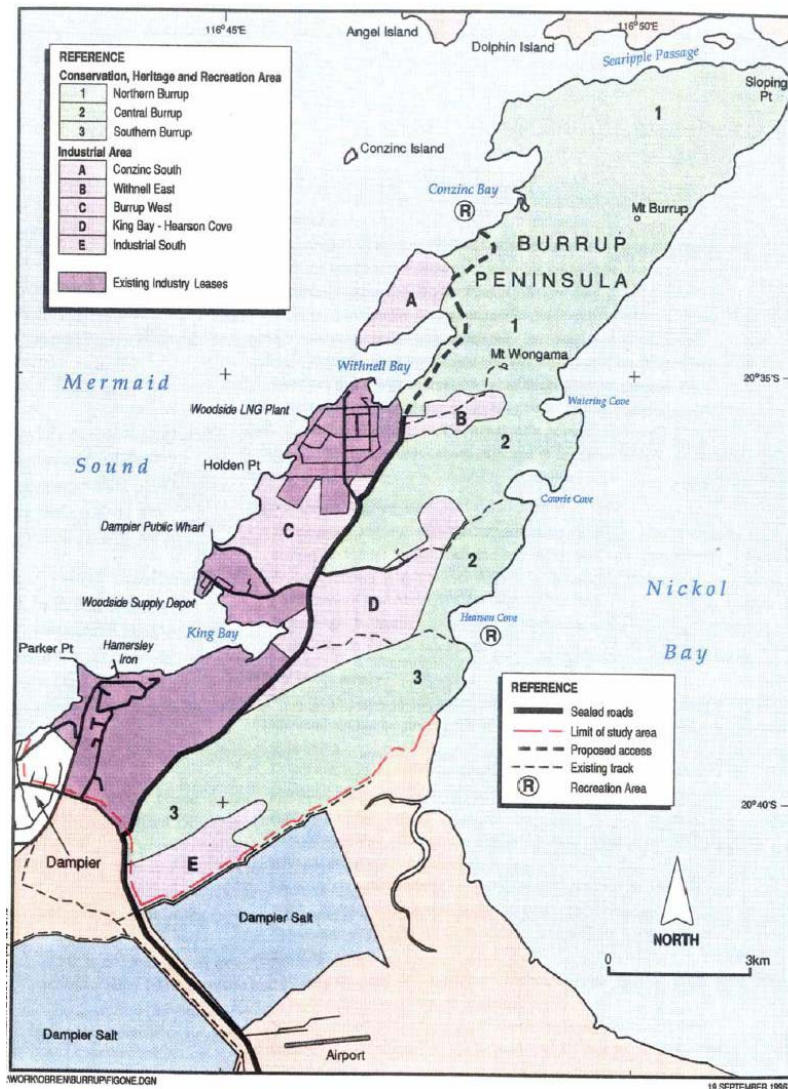 116°45'E
116°50'E
Angel Island
Dolphin Island
Searipple Passage
Sloping
Pt
REFERENCE
Conservation, Heritage and Recreation Area
1 Northern Burrup
2 Central Burrup
3 Southern Burrup
Industrial Area
A Conzinc South
B Withnell East
C Burrup West
D King Bay - Hearson Cove
E Industrial South
Existing Industry Leases
1
Conzinc Island
Conzinc Bay
R
Mt Burrup
BURRUP
PENINSULA
A
1
Mt Wongama
Withnell Bay
20°35'S
Mermaid
Sound
Woodside LNG Plant
Watering Cove
B
2
Holden Pt
Cowrie Cove
Dampier Public Wharf
C
2
Woodside Supply Depot
D
Nickol
Bay
King Bay
Hearson Cove
R
Parker Pt
Hamersley
Iron
3
REFERENCE
Sealed roads
Limit of study area
Proposed access
Existing track
R Recreation Area
20°40'S
3
E
Dampier
Dampier Salt
NORTH
0 3km
Dampier Salt
Airport
:\WORK\OBREN\BURRUP\FIGONE.DGN